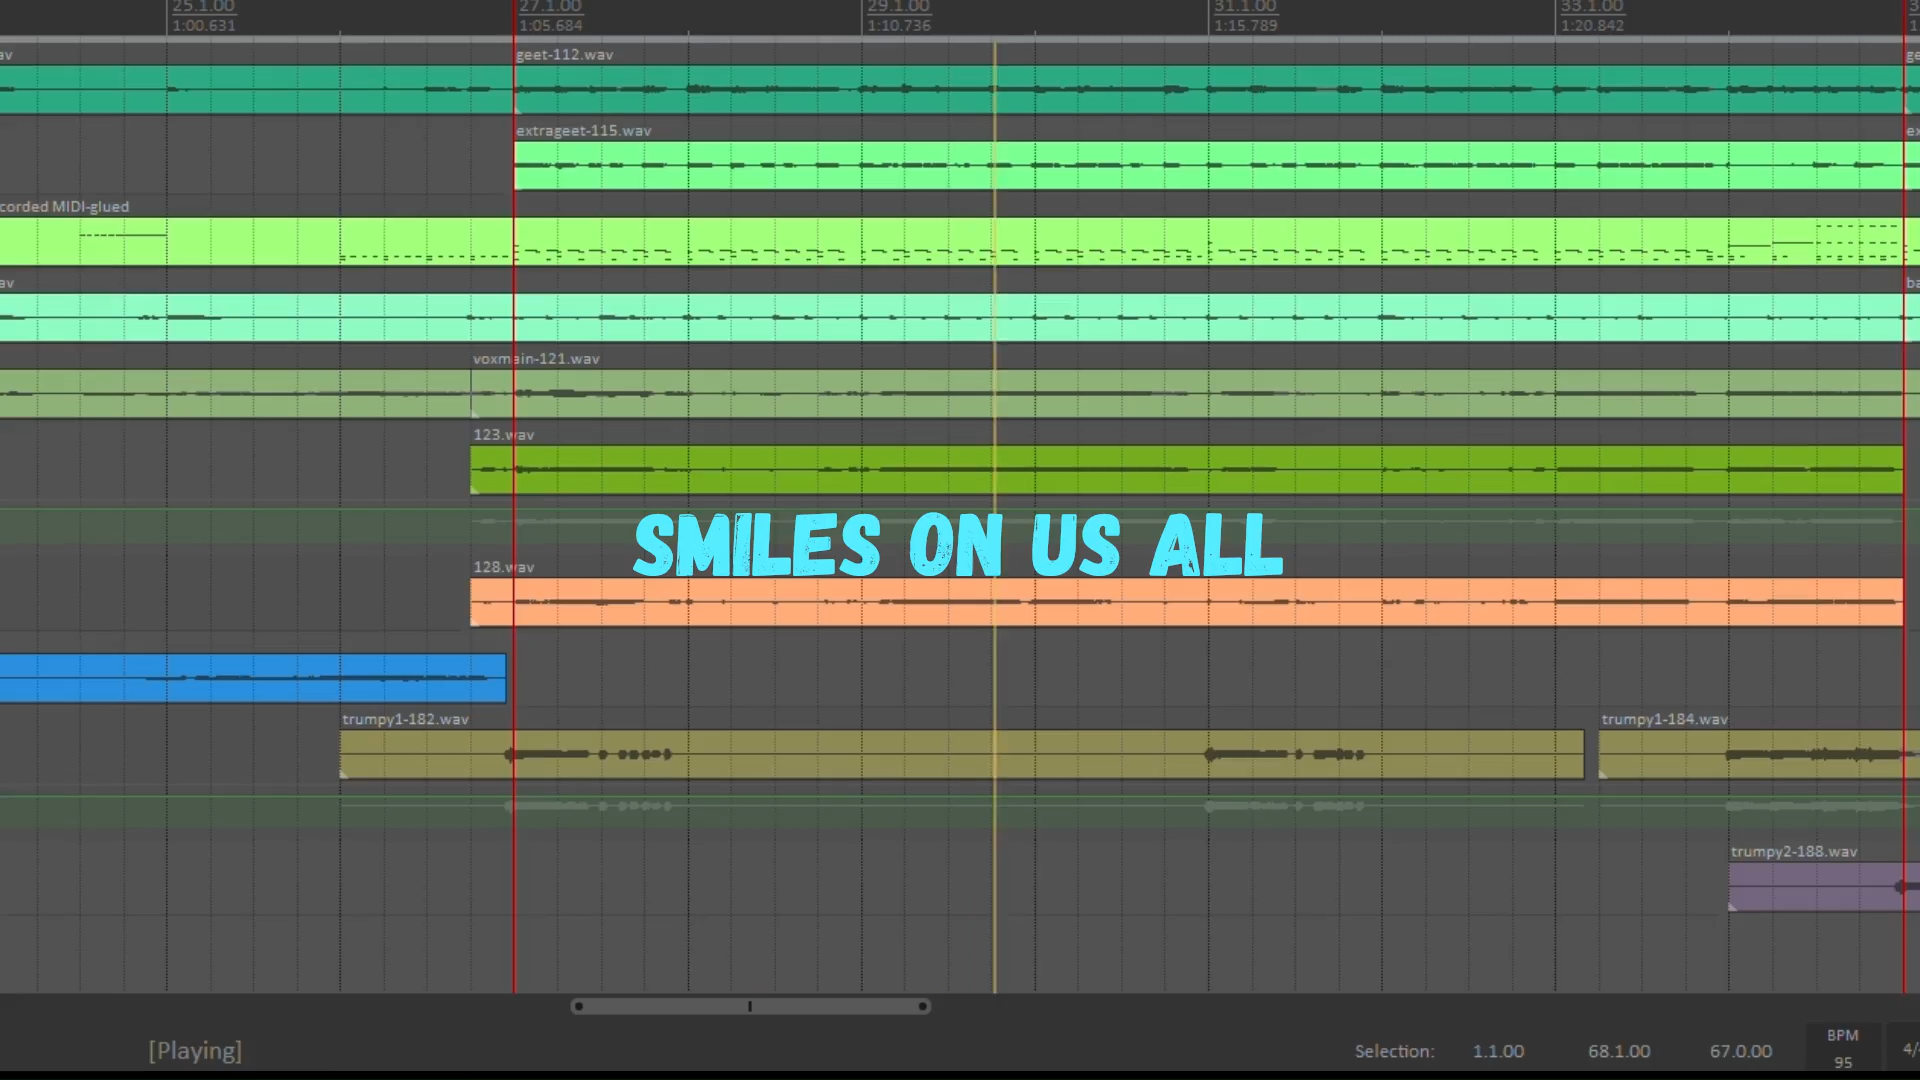 25.1.00 27.1.00 29.1.00 31.1.00 33.1.00
1:00.631 1:05.684 1:10.736 1:15.789 1:20.842
geet-112.wav
extrageet-115.wav
corded MIDI-glued
voxmain-121.wav
123.wav
SMILES ON US ALL
128.wav
trumpy1-182.wav trumpy1-184.wav
trumpy2-188.wav
[Playing] Selection: 1.1.00 68.1.00 67.0.00
BPM
95